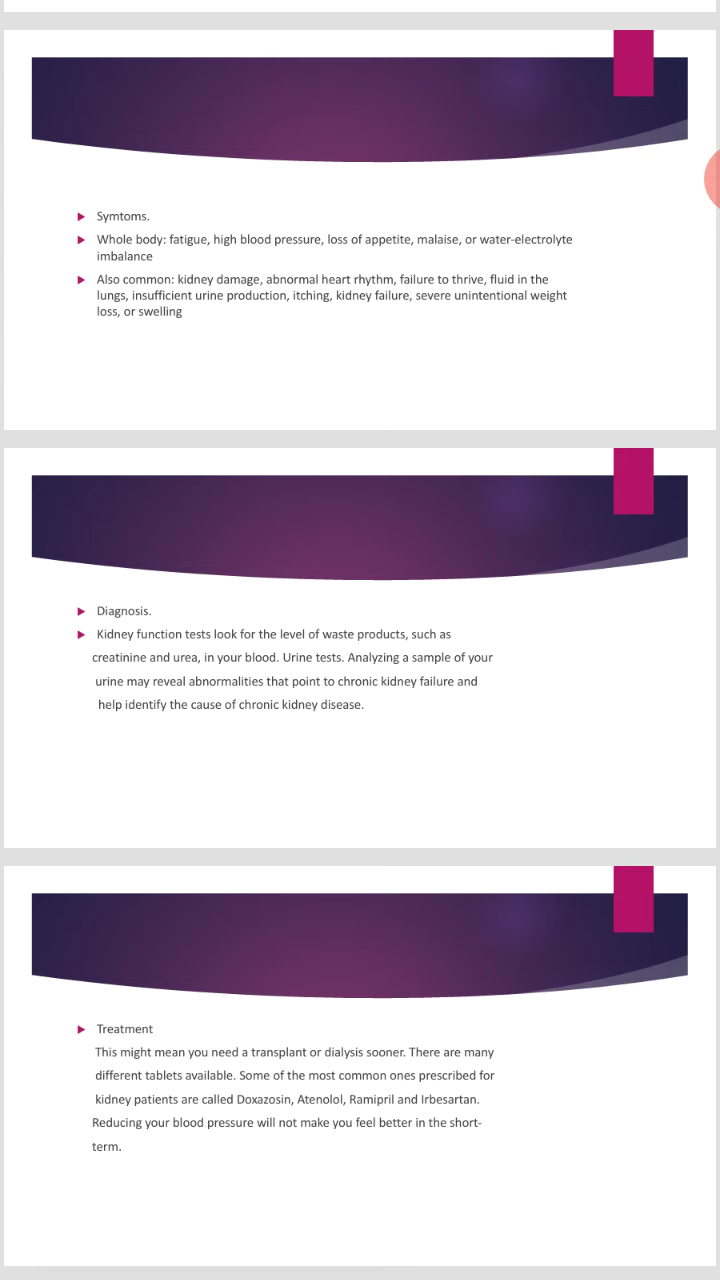 Symtoms.
Whole body: fatigue, high blood pressure, loss of appetite, malaise, or water-electrolyte
imbalance
Also common: kidney damage, abnormal heart rhythm, failure to thrive, fluid in the
lungs, insufficient urine production, itching, kidney failure, severe unintentional weight
loss, or swelling
Diagnosis.
Kidney function tests look for the level of waste products, such as
creatinine and urea, in your blood. Urine tests. Analyzing a sample of your
urine may reveal abnormalities that point to chronic kidney failure and
help identify the cause of chronic kidney disease.
Treatment
This might mean you need a transplant or dialysis sooner. There are many
different tablets available. Some of the most common ones prescribed for
kidney patients are called Doxazosin, Atenolol, Ramipril and Irbesartan.
Reducing your blood pressure will not make you feel better in the short-
term.